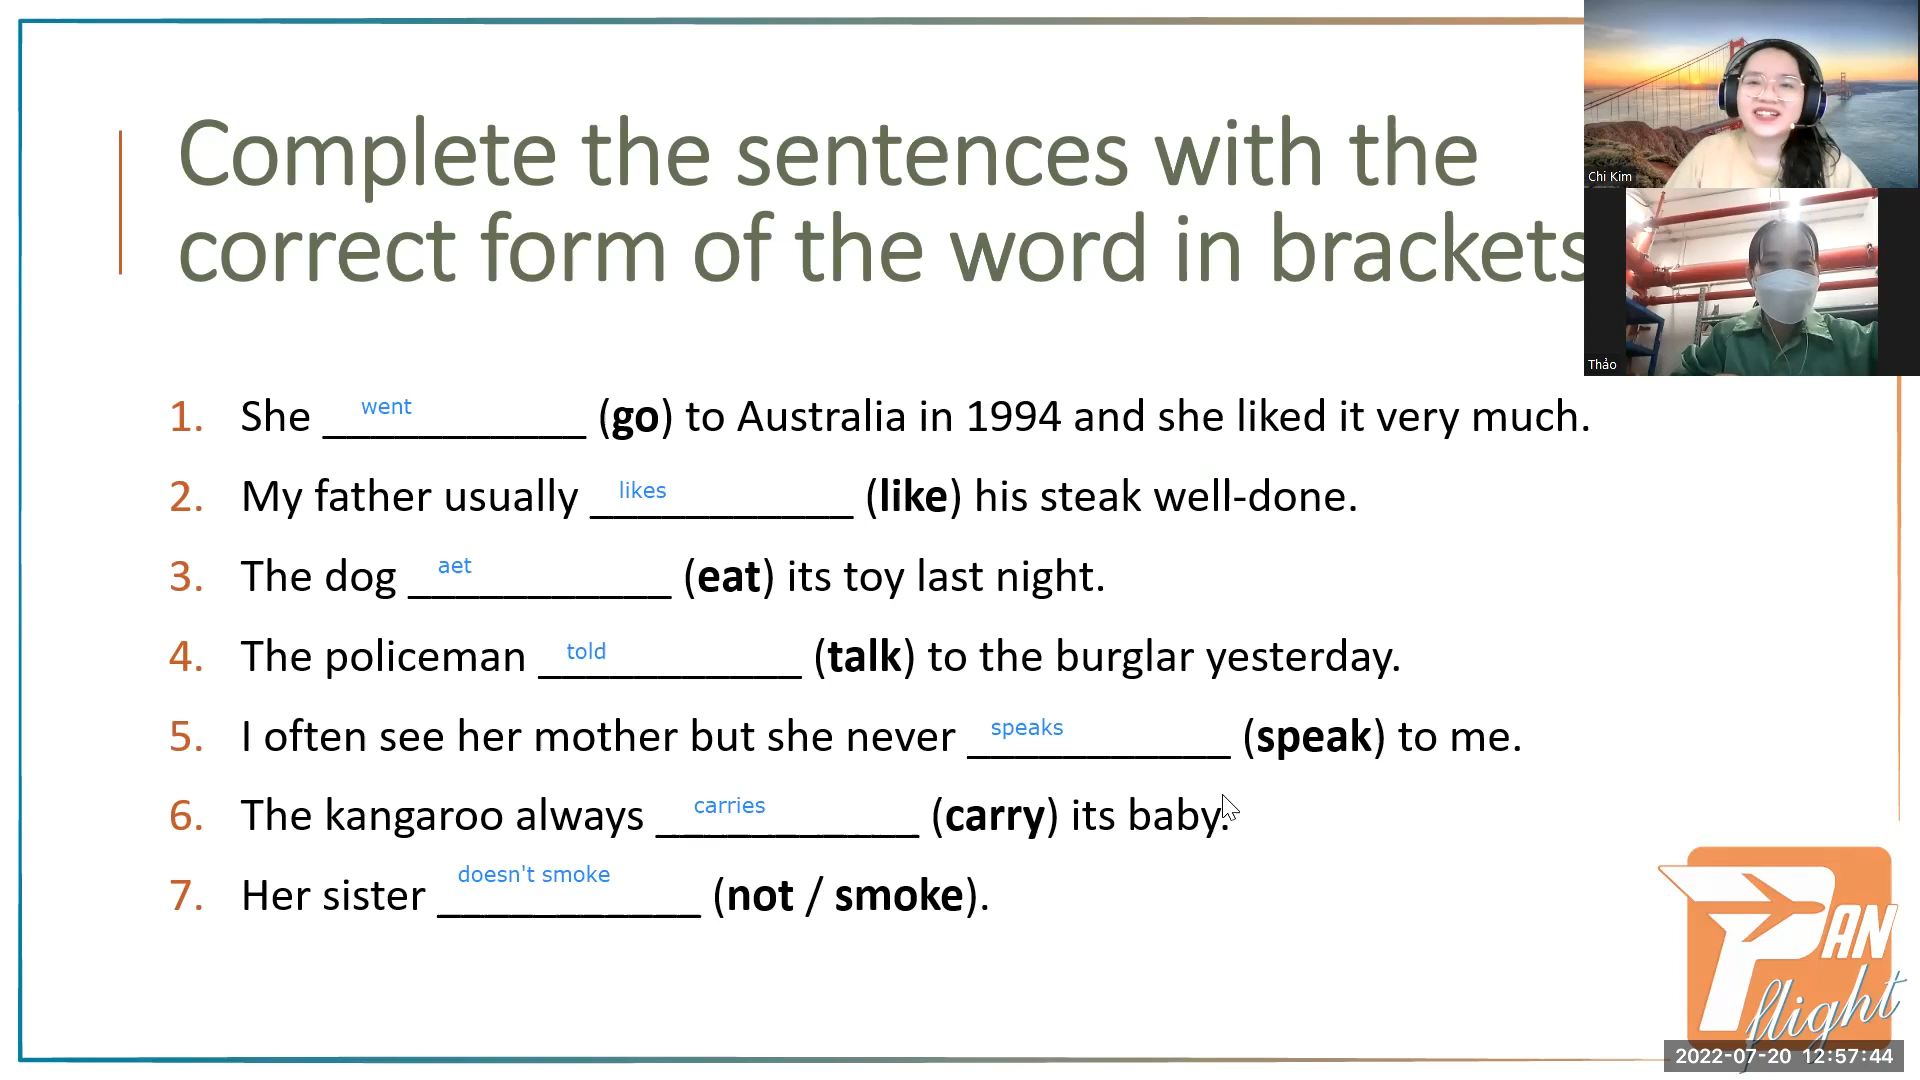 Complete the sentences with the
correct form of the word in brackets
Chi Kim
Thảo
1. She ___________ (go) to Australia in 1994 and she liked it very much.
went
2. My father usually ___________ (like) his steak well-done.
likes
3. The dog ___________ (eat) its toy last night.
aet
4. The policeman ___________ (talk) to the burglar yesterday.
told
5. I often see her mother but she never ___________ (speak) to me.
speaks
6. The kangaroo always ___________ (carry) its baby.
carries
7. Her sister ___________ (not / smoke).
doesn't smoke
PAN
flight
2022-07-20 12:57:44